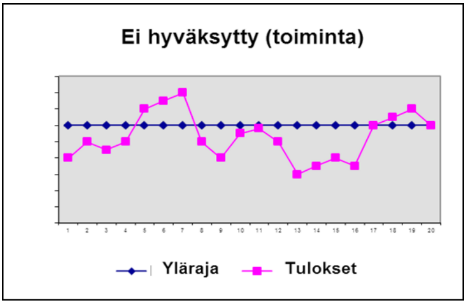 Ei hyväksytty (toiminta)
1 2 3 4 5 6 7 8 9 10 11 12 13 14 15 16 17 18 19 20
Yläraja Tulokset